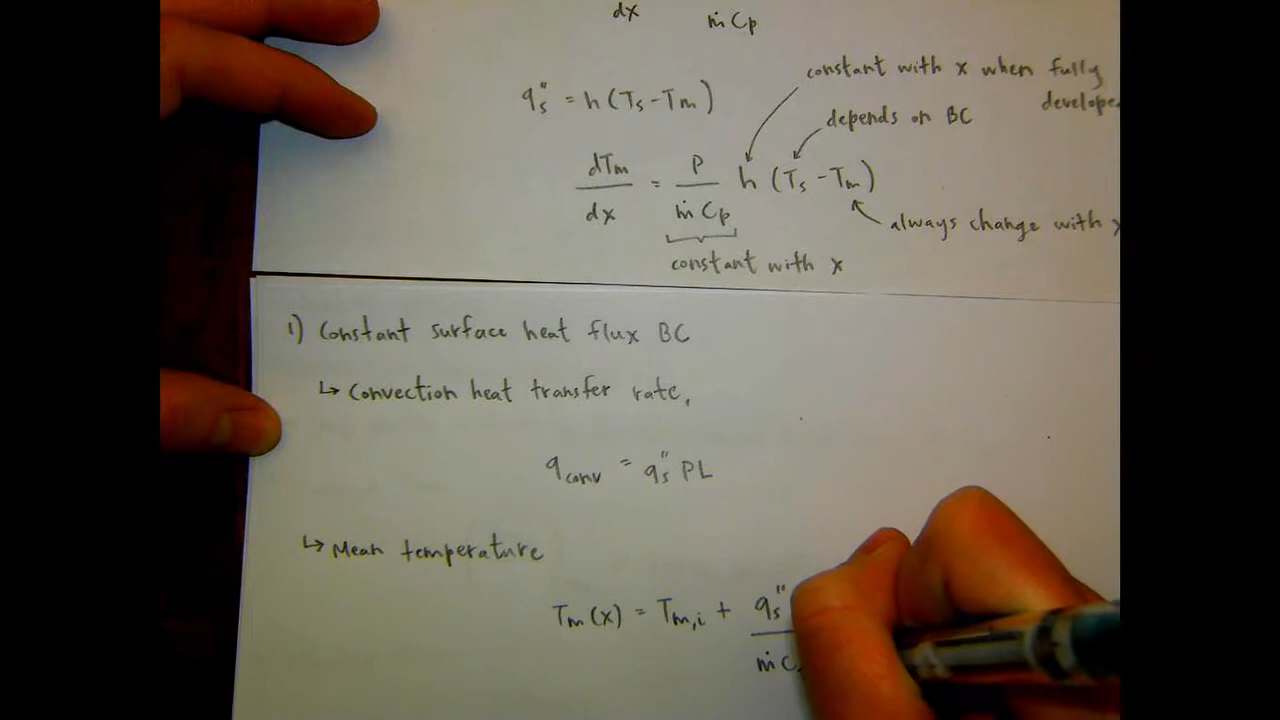 dx ṁ Cp
q″s = h(Ts - Tm)
constant with x when fully
develope
depends on BC
dTm/dx = P/ṁ Cp h (Ts - Tm)
always change with x
constant with x
1) Constant surface heat flux BC
↳ Convection heat transfer rate,
qconv = q″s PL
↳ Mean temperature
Tm(x) = Tm,i + q″s
ṁ C